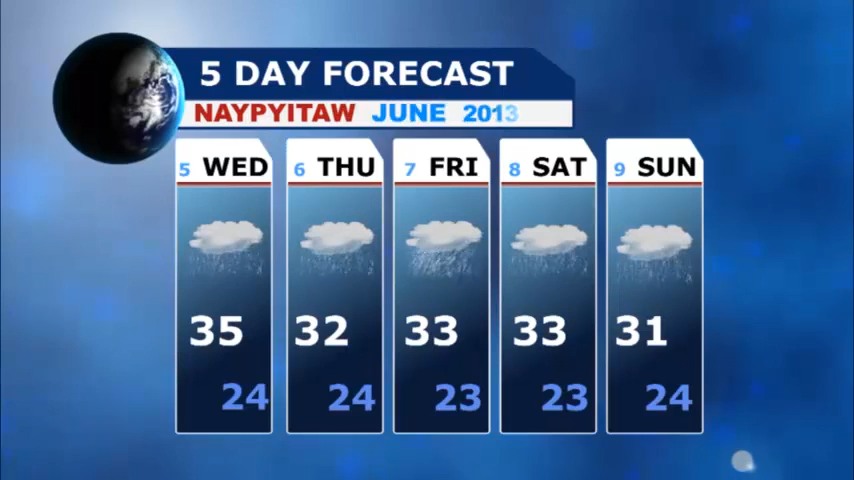 5 DAY FORECAST
NAYPYITAW JUNE 2013
5 WED 6 THU 7 FRI 8 SAT 9 SUN
35 32 33 33 31
24 24 23 23 24